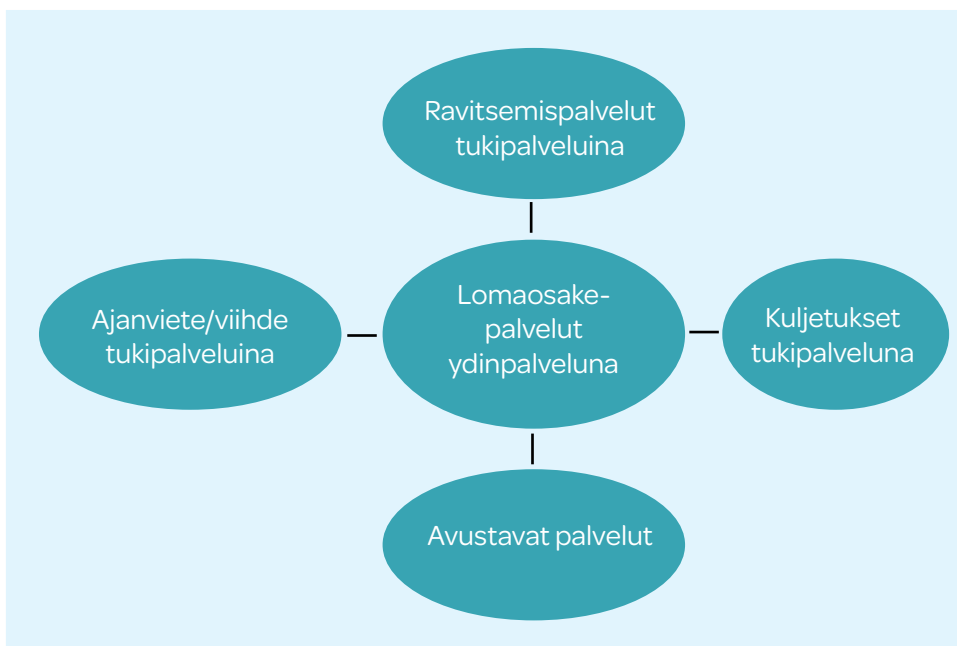 Ravitsemispalvelut
tukipalveluina
Ajanviete/viihde
tukipalveluina
Lomaosake-
palvelut
ydinpalveluna
Kuljetukset
tukipalveluna
Avustavat palvelut